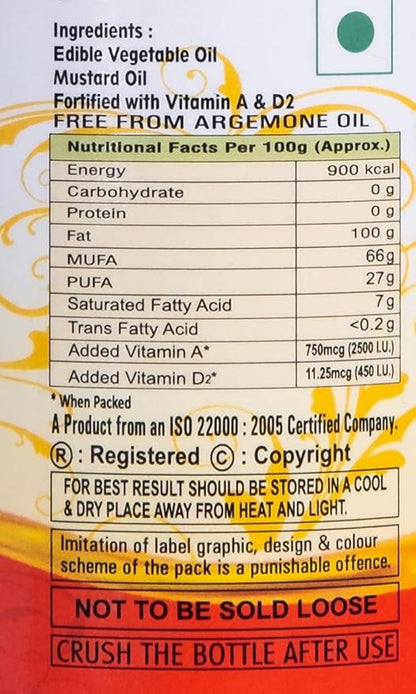 Ingredients :
Edible Vegetable Oil
Mustard Oil
Fortified with Vitamin A & D2
FREE FROM ARGEMONE OIL
Nutritional Facts Per 100g (Approx.)
Energy 900 kcal
Carbohydrate 0 g
Protein 0 g
Fat 100 g
MUFA 66g
PUFA 27g
Saturated Fatty Acid 7g
Trans Fatty Acid <0.2g
Added Vitamin A* 750mcg (2500 I.U.)
Added Vitamin D2* 11.25mcg (450 I.U.)
* When Packed
A Product from an ISO 22000 : 2005 Certified Company.
® : Registered © : Copyright
FOR BEST RESULT SHOULD BE STORED IN A COOL
& DRY PLACE AWAY FROM HEAT AND LIGHT.
Imitation of label graphic, design & colour
scheme of the pack is a punishable offence.
NOT TO BE SOLD LOOSE
CRUSH THE BOTTLE AFTER USE